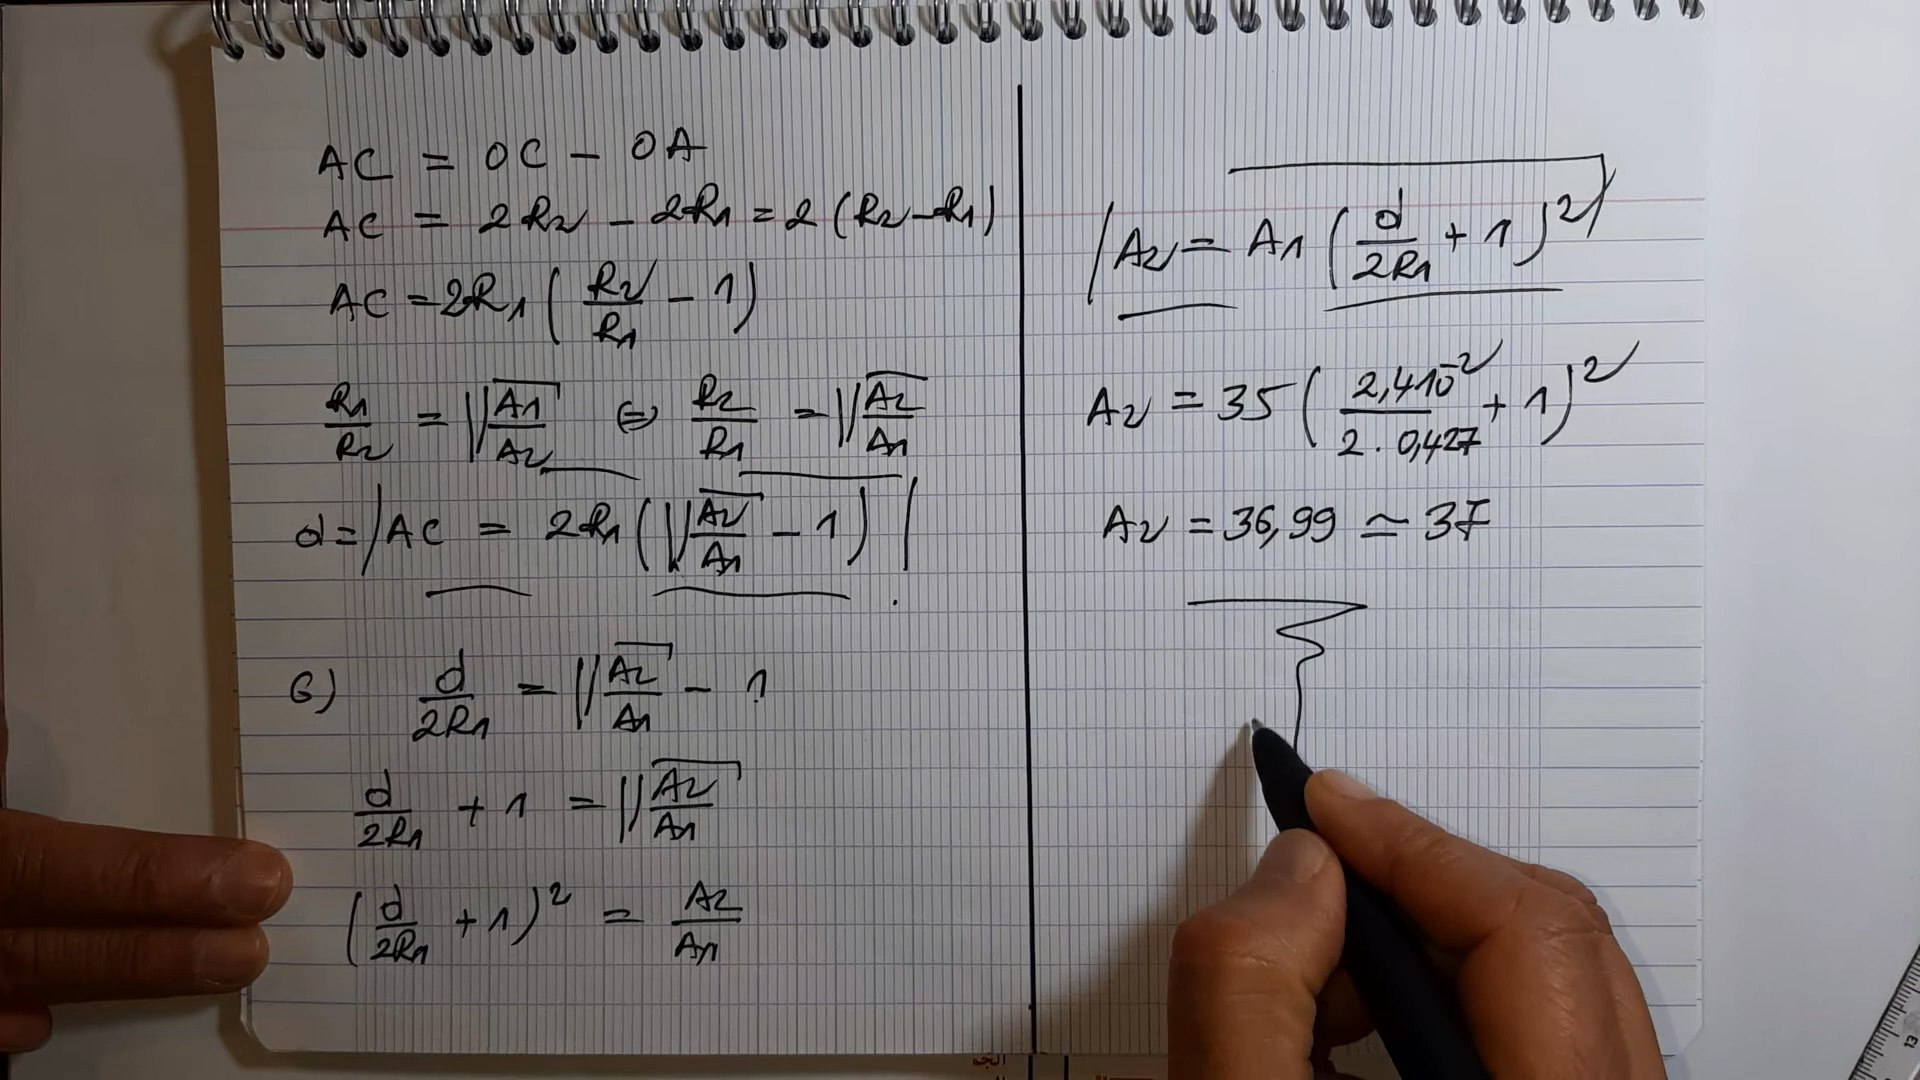 AC = OC - OA
AC = 2R2 - 2R1 = 2 (R2 - R1)
AC = 2R1 (R2/R1 - 1)
R1/R2 = √(A1/A2) ⇔ R2/R1 = √(A2/A1)
d = AC = 2R1 (√(A2/A1) - 1)
6) d/2R1 = √(A2/A1) - 1
d/2R1 + 1 = √(A2/A1)
(d/2R1 + 1)² = A2/A1
A2 = A1 (d/2R1 + 1)²
A2 = 35 (2,4 10⁻²/2 . 0,427 + 1)²
A2 = 36,99 ≃ 37
13